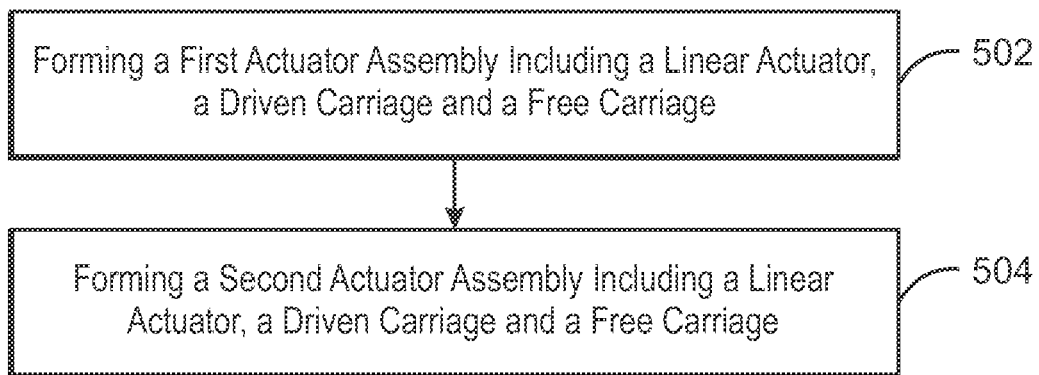 Forming a First Actuator Assembly Including a Linear Actuator,
a Driven Carriage and a Free Carriage
502
Forming a Second Actuator Assembly Including a Linear
Actuator, a Driven Carriage and a Free Carriage
504